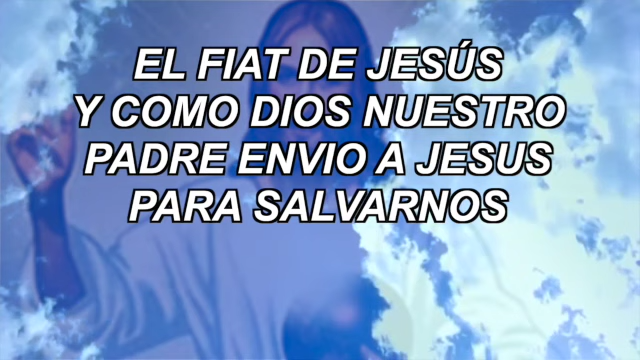 EL FIAT DE JESÚS
Y COMO DIOS NUESTRO
PADRE ENVIO A JESUS
PARA SALVARNOS